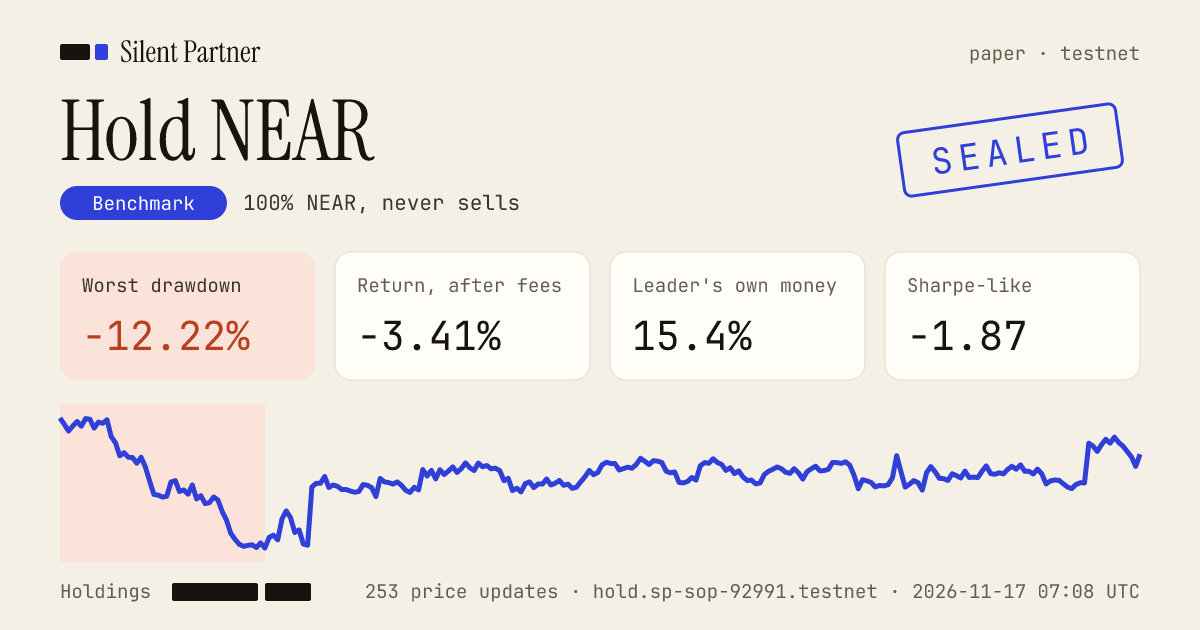 Silent Partner
paper · testnet
Hold NEAR
SEALED
Benchmark
100% NEAR, never sells
Worst drawdown
-12.22%
Return, after fees
-3.41%
Leader's own money
15.4%
Sharpe-like
-1.87
Holdings
253 price updates · hold.sp-sop-92991.testnet · 2026-11-17 07:08 UTC